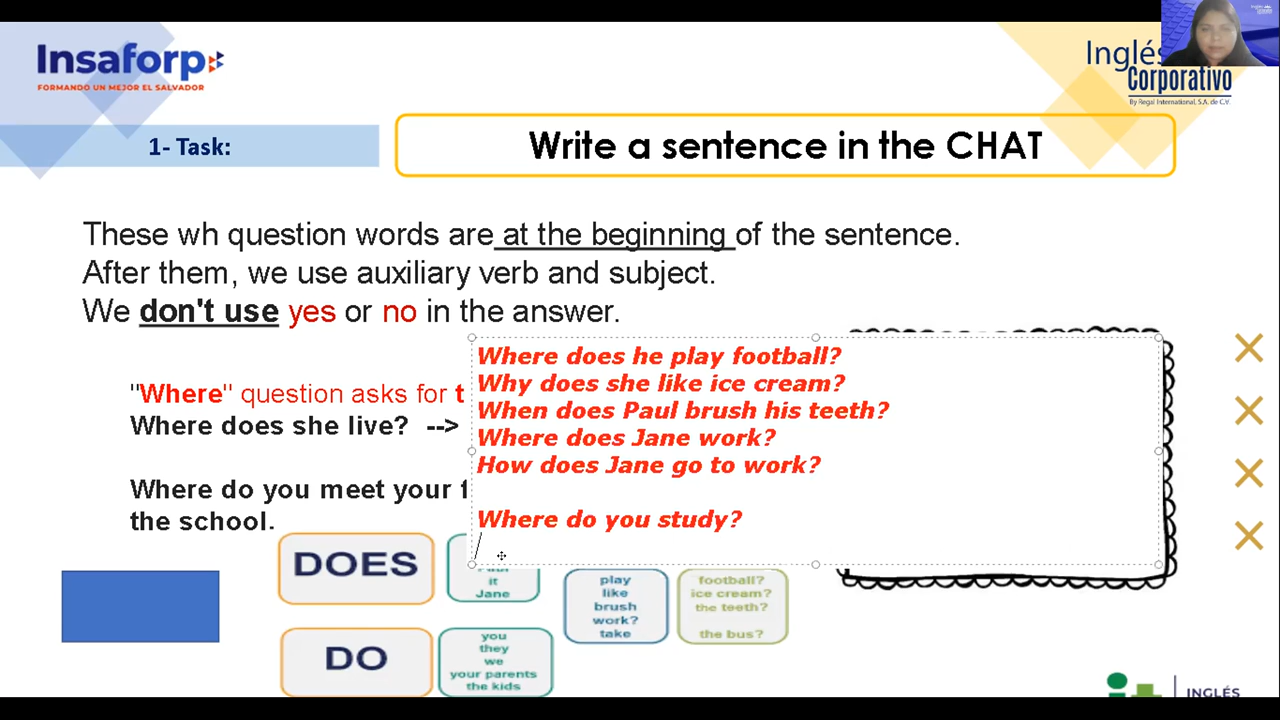 Insaforp
FORMANDO UN MEJOR EL SALVADOR
Inglés
Corporativo
By Regal International, S.A. de C.V.
1- Task:
Write a sentence in the CHAT
These wh question words are at the beginning of the sentence.
After them, we use auxiliary verb and subject.
We don't use yes or no in the answer.
"Where" question asks for t
Where does she live? -->
Where do you meet your f
the school.
Where does he play football?
Why does she like ice cream?
When does Paul brush his teeth?
Where does Jane work?
How does Jane go to work?
Where do you study?
DOES
Paul
it
Jane
play
like
brush
work?
take
football?
ice cream?
the teeth?
the bus?
DO
you
they
we
your parents
the kids
INGLÉS